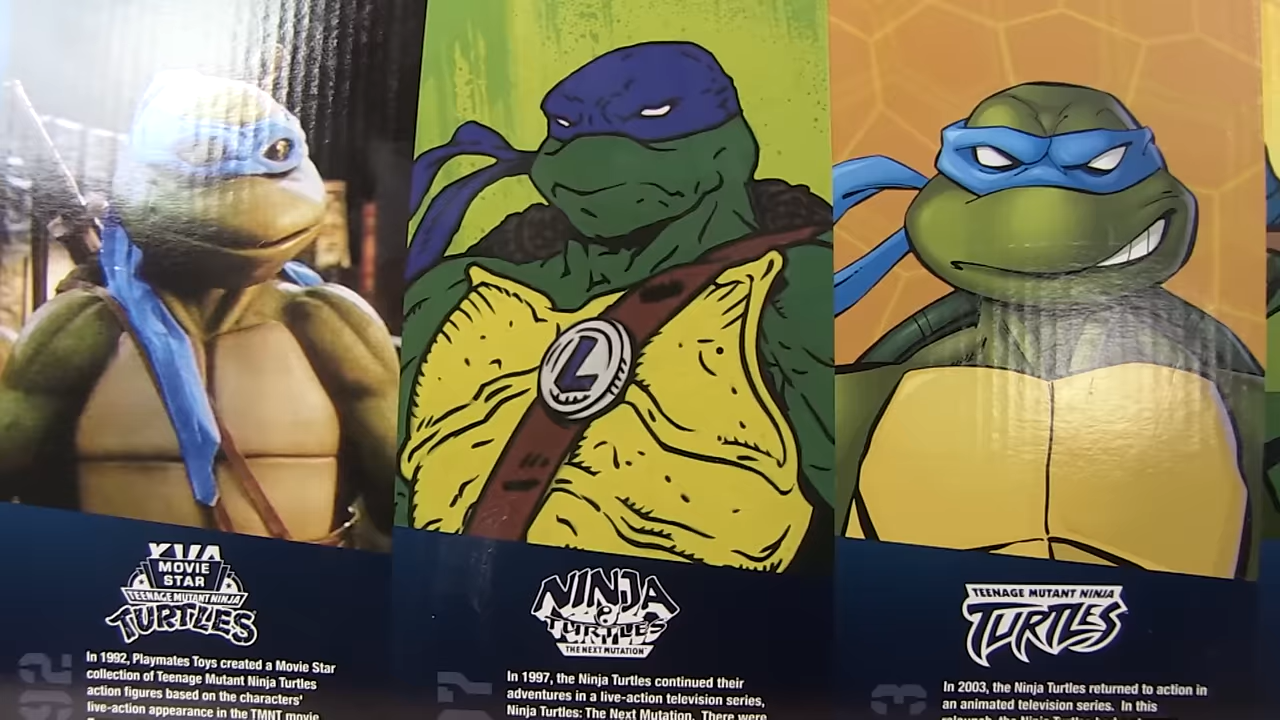 L
XVA
MOVIE
STAR
TEENAGE MUTANT NINJA
TURTLES
In 1992, Playmates Toys created a Movie Star
collection of Teenage Mutant Ninja Turtles
action figures based on the characters'
live-action appearance in the TMNT movie
NINJA
TURTLES
THE NEXT MUTATION
In 1997, the Ninja Turtles continued their
adventures in a live-action television series,
Ninja Turtles: The Next Mutation. There were
TEENAGE MUTANT NINJA
TURTLES
In 2003, the Ninja Turtles returned to action in
an animated television series. In this